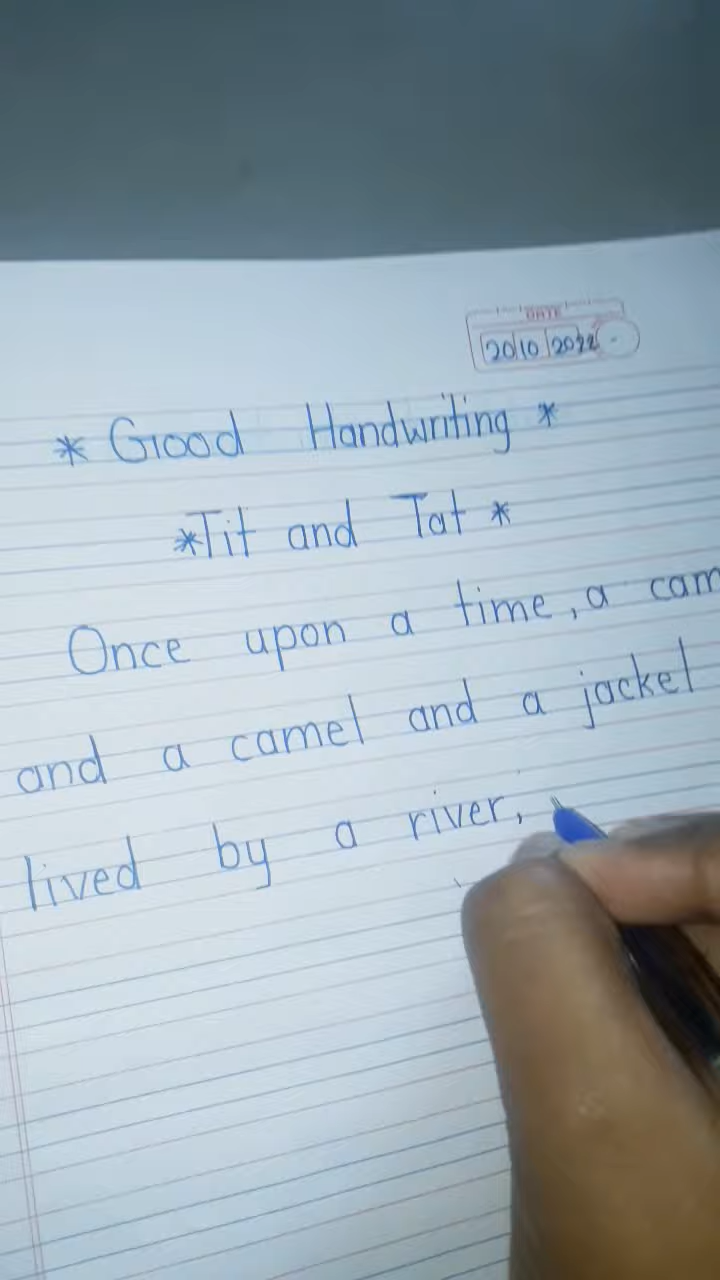 DATE
20/10/2022
* Good Handwriting *
*Tit and Tat *
Once upon a time, a cam
and a camel and a jackel
lived by a river,